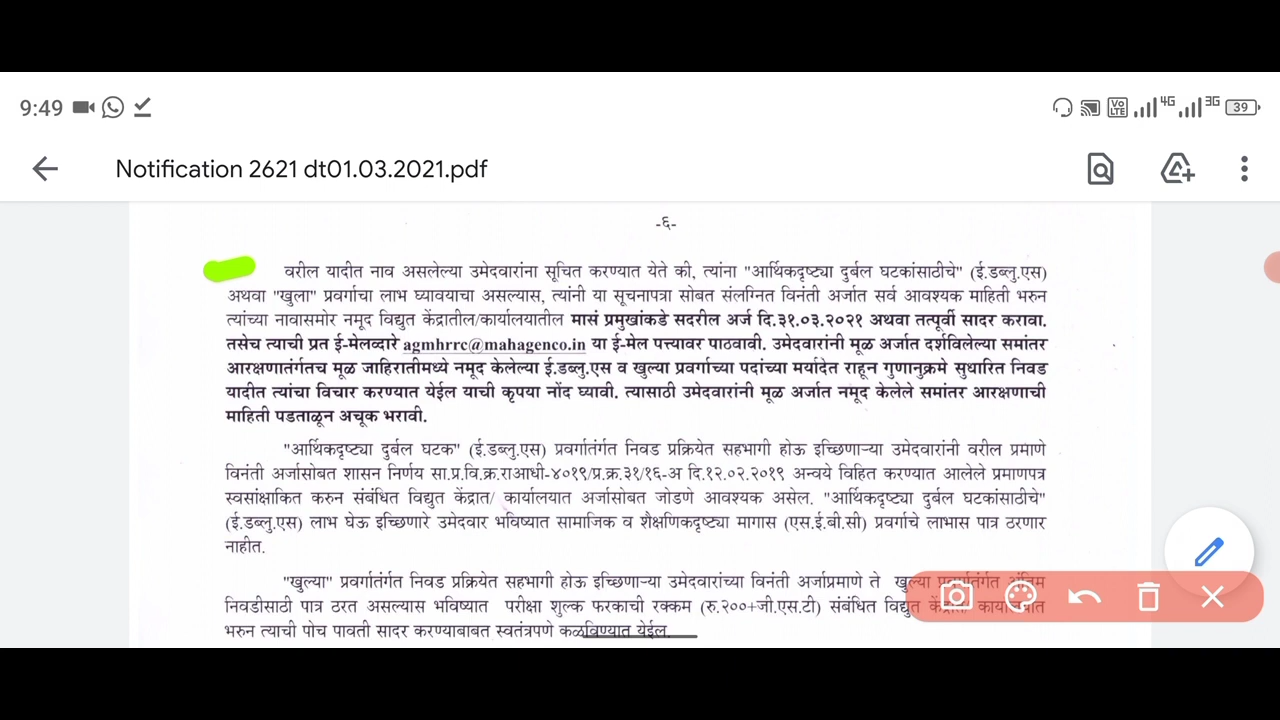 9:49
Vo LTE 4G 3G 39
Notification 2621 dt01.03.2021.pdf
-६-
वरील यादीत नाव असलेल्या उमेदवारांना सूचित करण्यात येते की, त्यांना "आर्थिकदृष्ट्या दुर्बल घटकांसाठीचे" (ई.डब्लु.एस)
अथवा "खुला" प्रवर्गाचा लाभ घ्यावयाचा असल्यास, त्यांनी या सूचनापत्रा सोबत संलग्नित विनंती अर्जात सर्व आवश्यक माहिती भरुन
त्यांच्या नावासमोर नमूद विद्युत केंद्रातील/कार्यालयातील मासं प्रमुखांकडे सदरील अर्ज दि.३१.०३.२०२१ अथवा तत्पूर्वी सादर करावा.
तसेच त्याची प्रत ई-मेलव्दारे agmhrrc@mahagenco.in या ई-मेल पत्त्यावर पाठवावी. उमेदवारांनी मूळ अर्जात दर्शविलेल्या समांतर
आरक्षणातंर्गतच मूळ जाहिरातीमध्ये नमूद केलेल्या ई.डब्लु.एस व खुल्या प्रवर्गाच्या पदांच्या मर्यादेत राहून गुणानुक्रमे सुधारित निवड
यादीत त्यांचा विचार करण्यात येईल याची कृपया नोंद घ्यावी. त्यासाठी उमेदवारांनी मूळ अर्जात नमूद केलेले समांतर आरक्षणाची
माहिती पडताळून अचूक भरावी.
"आर्थिकदृष्ट्या दुर्बल घटक" (ई.डब्लु.एस) प्रवर्गातंर्गत निवड प्रक्रियेत सहभागी होऊ इच्छिणाऱ्या उमेदवारांनी वरील प्रमाणे
विनंती अर्जासोबत शासन निर्णय सा.प्र.वि.क्र.राआधी-४०१९/प्र.क्र.३१/१६-अ दि.१२.०२.२०१९ अन्वये विहित करण्यात आलेले प्रमाणपत्र
स्वसांक्षाकित करुन संबंधित विद्युत केंद्रात/ कार्यालयात अर्जासोबत जोडणे आवश्यक असेल. "आर्थिकदृष्ट्या दुर्बल घटकांसाठीचे"
(ई.डब्लु.एस) लाभ घेऊ इच्छिणारे उमेदवार भविष्यात सामाजिक व शैक्षणिकदृष्ट्या मागास (एस.ई.बी.सी) प्रवर्गाचे लाभास पात्र ठरणार
नाहीत.
"खुल्या" प्रवर्गातंर्गत निवड प्रक्रियेत सहभागी होऊ इच्छिणाऱ्या उमेदवारांच्या विनंती अर्जाप्रमाणे ते खुल्या प्रवर्गातंर्गत अंतिम
निवडीसाठी पात्र ठरत असल्यास भविष्यात परीक्षा शुल्क फरकाची रक्कम (रु.२००+जी.एस.टी) संबंधित विद्युत केंद्रात/ कार्यालयात
भरुन त्याची पोच पावती सादर करण्याबाबत स्वतंत्रपणे कळविण्यात येईल.